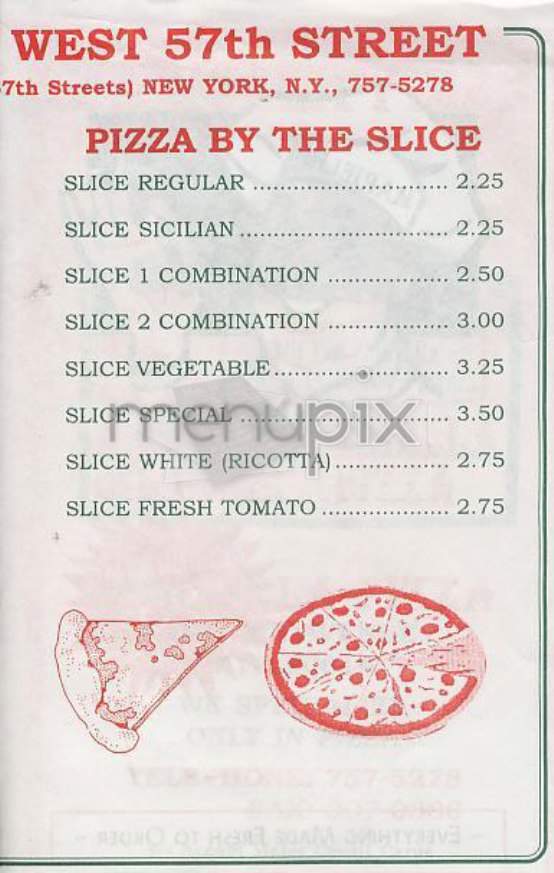 WEST 57th STREET
7th Streets) NEW YORK, N.Y., 757-5278
PIZZA BY THE SLICE
SLICE REGULAR ............................. 2.25
SLICE SICILIAN ............................... 2.25
SLICE 1 COMBINATION .................. 2.50
SLICE 2 COMBINATION .................. 3.00
SLICE VEGETABLE .......................... 3.25
SLICE SPECIAL ............................... 3.50
menupix
SLICE WHITE (RICOTTA) ................. 2.75
SLICE FRESH TOMATO ................... 2.75